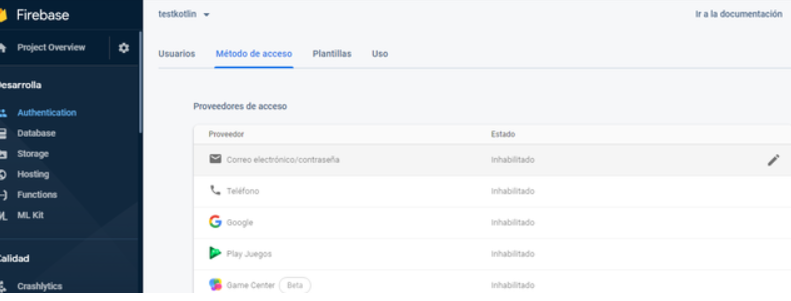 Firebase
Project Overview
Desarrolla
Authentication
Database
Storage
Hosting
Functions
ML Kit
Calidad
Crashlytics
testkotlin
Ir a la documentación
Usuarios Método de acceso Plantillas Uso
Proveedores de acceso
Proveedor Estado
Correo electrónico/contraseña Inhabilitado
Teléfono Inhabilitado
Google Inhabilitado
Play Juegos Inhabilitado
Game Center Beta Inhabilitado